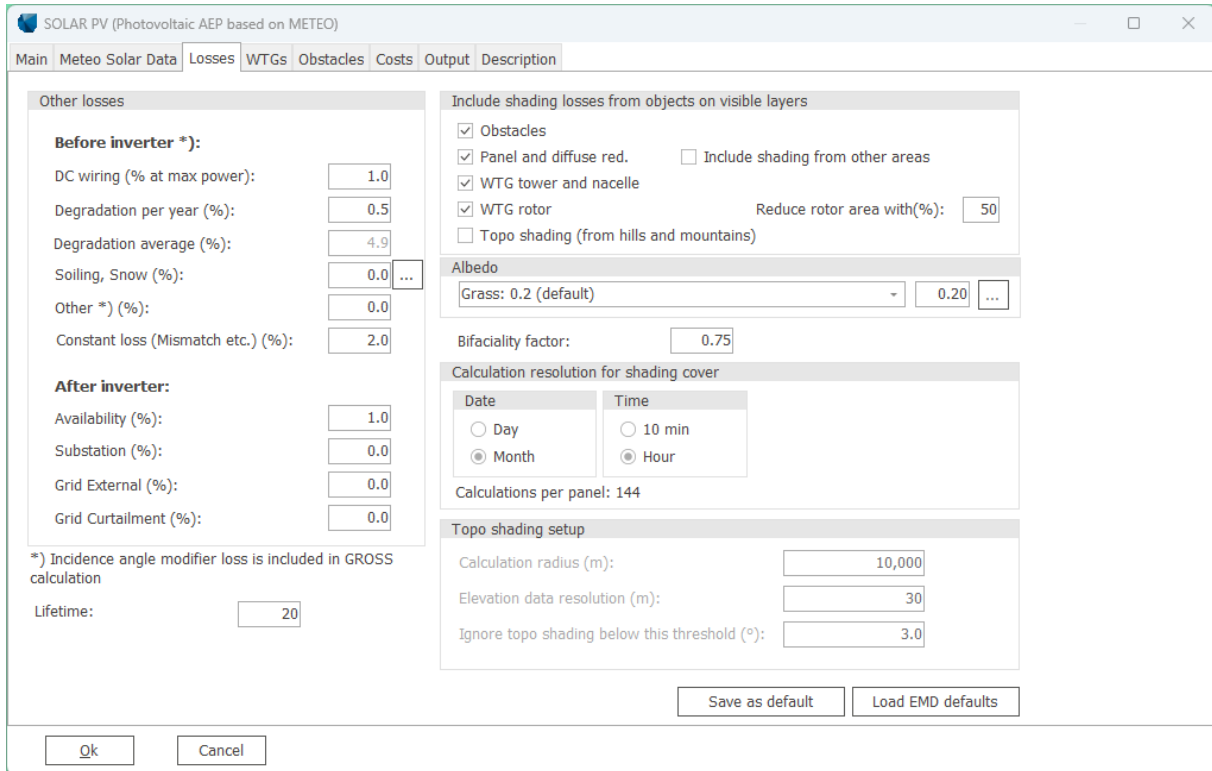 SOLAR PV (Photovoltaic AEP based on METEO)
Main Meteo Solar Data Losses WTGs Obstacles Costs Output Description
Other losses
Before inverter *):
DC wiring (% at max power): 1.0
Degradation per year (%): 0.5
Degradation average (%): 4.9
Soiling, Snow (%): 0.0 ...
Other *) (%): 0.0
Constant loss (Mismatch etc.) (%): 2.0
After inverter:
Availability (%): 1.0
Substation (%): 0.0
Grid External (%): 0.0
Grid Curtailment (%): 0.0
*) Incidence angle modifier loss is included in GROSS
calculation
Lifetime: 20
Include shading losses from objects on visible layers
Obstacles
Panel and diffuse red. Include shading from other areas
WTG tower and nacelle
WTG rotor Reduce rotor area with(%): 50
Topo shading (from hills and mountains)
Albedo
Grass: 0.2 (default) 0.20 ...
Bifaciality factor: 0.75
Calculation resolution for shading cover
Date Time
Day 10 min
Month Hour
Calculations per panel: 144
Topo shading setup
Calculation radius (m): 10,000
Elevation data resolution (m): 30
Ignore topo shading below this threshold (°): 3.0
Save as default Load EMD defaults
Ok Cancel